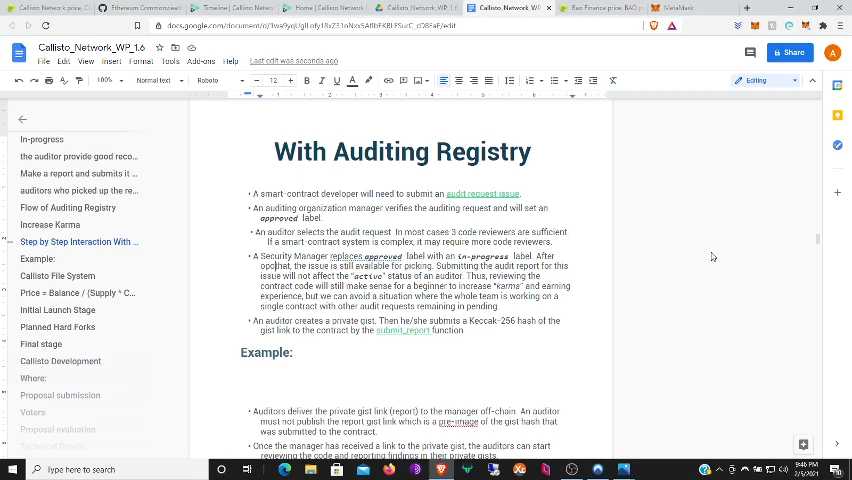 Callisto Network price, C
Ethereum Commonwealth
Timeline | Callisto Networ
Home | Callisto Network |
Callisto_Network_WP_1.6
Callisto_Network_WP_1.6
Bao Finance price, BAO p
MetaMask
Callisto_Network_WP_1.6
File Edit View Insert Format Tools Add-ons Help Last edit was seconds ago
Share
A
100% Normal text Roboto 12 Editing
In-progress
the auditor provide good reco...
Make a report and submits it ...
auditors who picked up the re...
Flow of Auditing Registry
Increase Karma
Step by Step Interaction With ...
Example:
Callisto File System
Price = Balance / (Supply * C...
Initial Launch Stage
Planned Hard Forks
Final stage
Callisto Development
Where:
Proposal submission
Voters
Proposal evaluation
Technical Details
With Auditing Registry
• A smart-contract developer will need to submit an audit request issue.
• An auditing organization manager verifies the auditing request and will set an
approved label.
• An auditor selects the audit request. In most cases 3 code reviewers are sufficient.
If a smart-contract system is complex, it may require more code reviewers.
• A Security Manager replaces approved label with an in-progress label. After
opothat, the issue is still available for picking. Submitting the audit report for this
issue will not affect the "active" status of an auditor. Thus, reviewing the
contract code will still make sense for a beginner to increase "karma" and earning
experience, but we can avoid a situation where the whole team is working on a
single contract with other audit requests remaining in pending.
• An auditor creates a private gist. Then he/she submits a Keccak-256 hash of the
gist link to the contract by the submit_report function
Example:
• Auditors deliver the private gist link (report) to the manager off-chain. An auditor
must not publish the report gist link which is a pre-image of the gist hash that
was submitted to the contract.
• Once the manager has received a link to the private gist, the auditors can start
reviewing the code and reporting findings in their private gists.
Type here to search
9:46 PM
2/5/2021